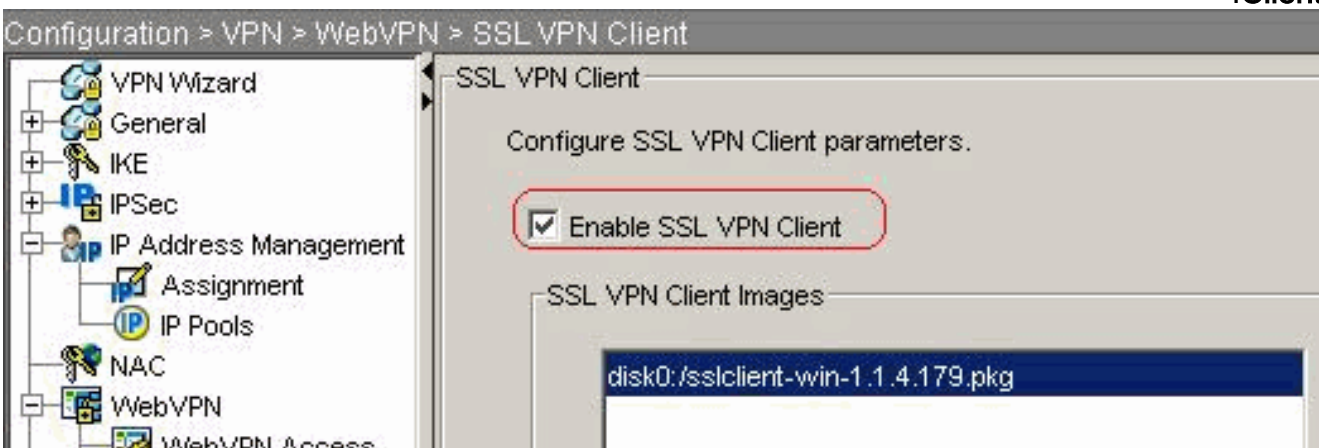 Configuration > VPN > WebVPN > SSL VPN Client
VPN Wizard
General
IKE
IPSec
IP Address Management
Assignment
IP Pools
NAC
WebVPN
WebVPN Access
SSL VPN Client
Configure SSL VPN Client parameters.
Enable SSL VPN Client
SSL VPN Client Images
disk0:/sslclient-win-1.1.4.179.pkg